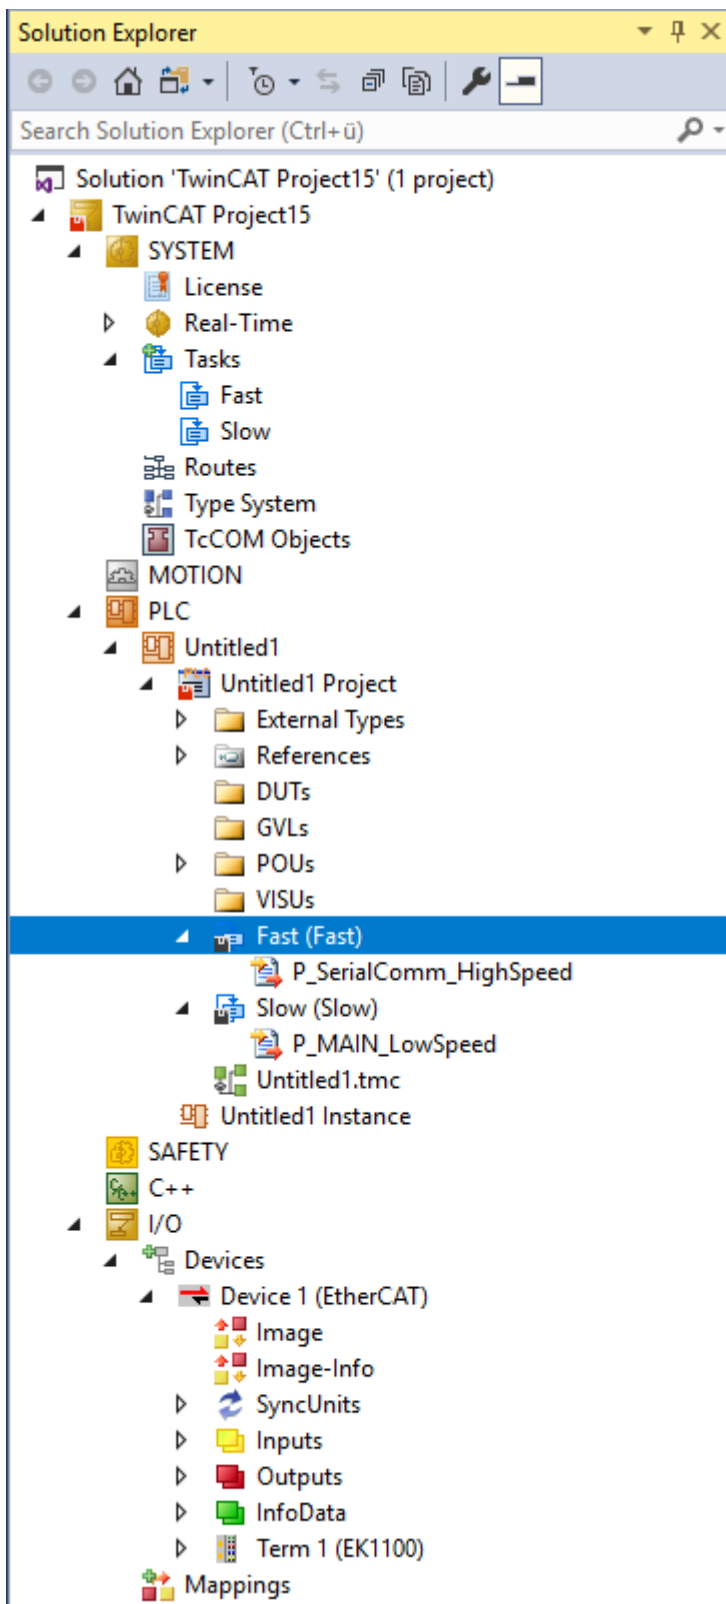 Solution Explorer
Search Solution Explorer (Ctrl+ü)
Solution 'TwinCAT Project15' (1 project)
TwinCAT Project15
SYSTEM
License
Real-Time
Tasks
Fast
Slow
Routes
Type System
TcCOM Objects
MOTION
PLC
Untitled1
Untitled1 Project
External Types
References
DUTs
GVLs
POUs
VISUs
Fast (Fast)
P_SerialComm_HighSpeed
Slow (Slow)
P_MAIN_LowSpeed
Untitled1.tmc
Untitled1 Instance
SAFETY
C++
I/O
Devices
Device 1 (EtherCAT)
Image
Image-Info
SyncUnits
Inputs
Outputs
InfoData
Term 1 (EK1100)
Mappings